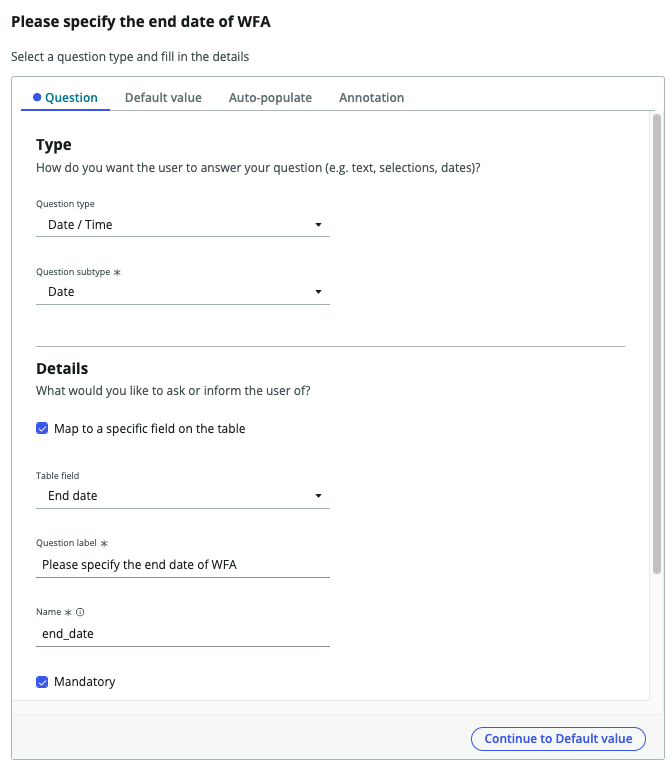 Please specify the end date of WFA
Select a question type and fill in the details
Question Default value Auto-populate Annotation
Type
How do you want the user to answer your question (e.g. text, selections, dates)?
Question type
Date / Time
Question subtype *
Date
Details
What would you like to ask or inform the user of?
Map to a specific field on the table
Table field
End date
Question label *
Please specify the end date of WFA
Name *
end_date
Mandatory
Continue to Default value